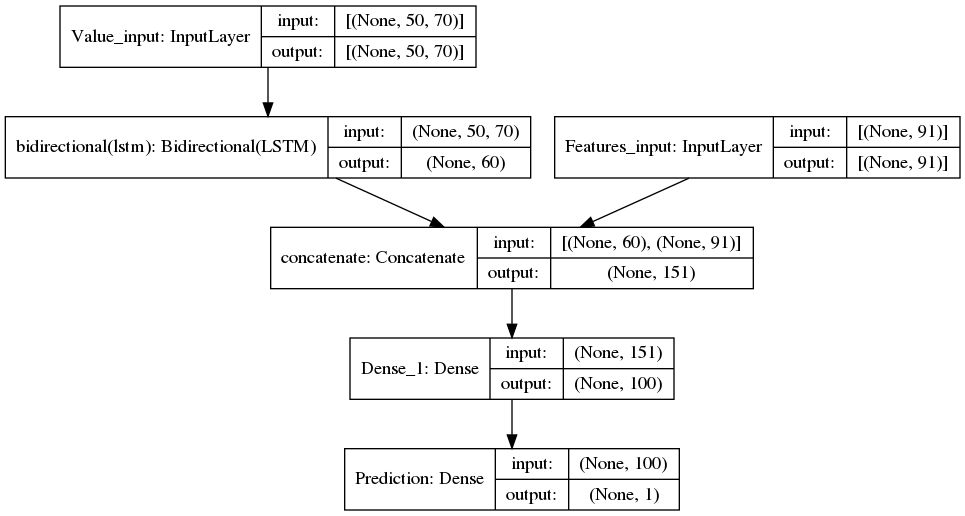 Value_input: InputLayer
input: [(None, 50, 70)]
output: [(None, 50, 70)]
bidirectional(lstm): Bidirectional(LSTM)
input: (None, 50, 70)
output: (None, 60)
Features_input: InputLayer
input: [(None, 91)]
output: [(None, 91)]
concatenate: Concatenate
input: [(None, 60), (None, 91)]
output: (None, 151)
Dense_1: Dense
input: (None, 151)
output: (None, 100)
Prediction: Dense
input: (None, 100)
output: (None, 1)